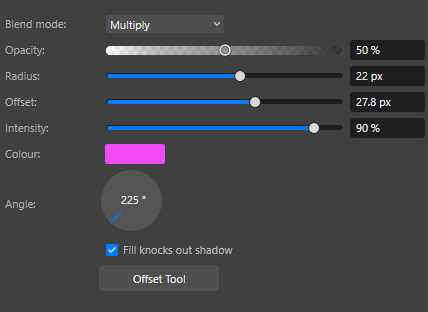 Blend mode: Multiply
Opacity: 50 %
Radius: 22 px
Offset: 27.8 px
Intensity: 90 %
Colour:
Angle: 225 °
Fill knocks out shadow
Offset Tool